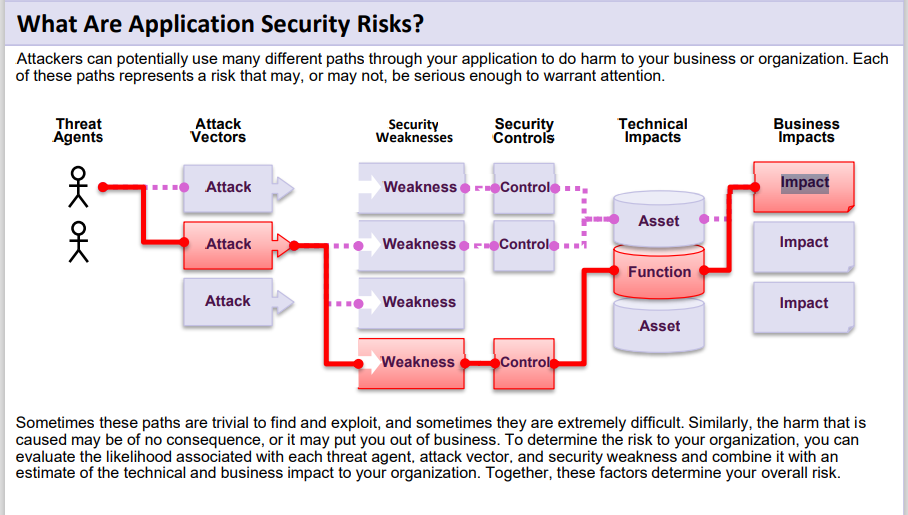 What Are Application Security Risks?
Attackers can potentially use many different paths through your application to do harm to your business or organization. Each
of these paths represents a risk that may, or may not, be serious enough to warrant attention.
Threat Agents
Attack Vectors
Security Weaknesses
Security Controls
Technical Impacts
Business Impacts
Attack
Weakness
Control
Asset
Impact
Attack
Weakness
Control
Function
Impact
Attack
Weakness
Asset
Impact
Weakness
Control
Sometimes these paths are trivial to find and exploit, and sometimes they are extremely difficult. Similarly, the harm that is
caused may be of no consequence, or it may put you out of business. To determine the risk to your organization, you can
evaluate the likelihood associated with each threat agent, attack vector, and security weakness and combine it with an
estimate of the technical and business impact to your organization. Together, these factors determine your overall risk.